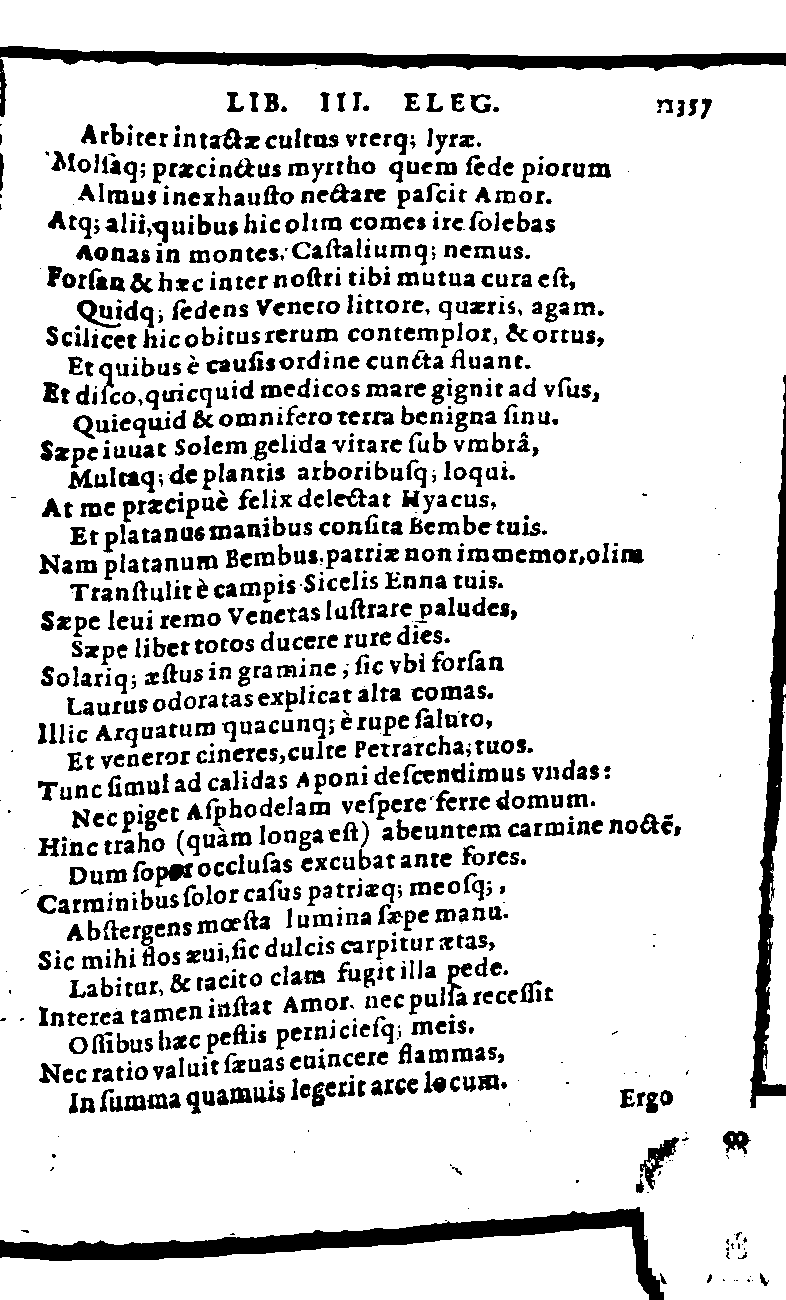 LIB. III. ELEG. 1357
Arbiter intactæ cultus vterq; lyræ.
Molſaq; præcinctus myrtho quem ſede piorum
Almus inexhauſto nectare paſcit Amor.
Atq; alii, quibus hic olim comes ire ſolebas
Aonas in montes, Caſtaliumq; nemus.
Forſan & hæc inter noſtri tibi mutua cura eſt,
Quidq; ſedens Veneto littore, quæris, agam.
Scilicet hic obitus rerum contemplor, & ortus,
Et quibus è cauſis ordine cuncta fluant.
Et diſco, quicquid medicos mare gignit ad vſus,
Quiequid & omnifero terra benigna ſinu.
Sæpe iuuat Solem gelida vitare ſub vmbrâ,
Multaq; de plantis arboribuſq; loqui.
At me præcipuè felix delectat Hyacus,
Et platanus manibus conſita Bembe tuis.
Nam platanum Bembus, patriæ non immemor, olim
Tranſtulit è campis Sicelis Enna tuis.
Sæpe leui remo Venetas luſtrare paludes,
Sæpe libet totos ducere rure dies.
Solariq; æſtus in gramine, ſic vbi forſan
Laurus odoratas explicat alta comas.
Illic Arquatum quacunq; è rupe ſaluto,
Et veneror cineres, culte Petrarcha, tuos.
Tunc ſimul ad calidas Aponi deſcendimus vndas:
Nec piget Aſphodelam veſpere ferre domum.
Hinc traho (quàm longa eſt) abeuntem carmine noctē,
Dum ſopor occluſas excubat ante fores.
Carminibus ſolor caſus patriæq; meoſq;,
Abſtergens mœſta lumina ſæpe manu.
Sic mihi flos æui, ſic dulcis carpitur ætas,
Labitur, & tacito clam fugit illa pede.
Interea tamen inſtat Amor, nec pulſa receſſit
Oſſibus hæc peſtis pernicieſq; meis.
Nec ratio valuit ſæuas euincere flammas,
In ſumma quamuis legerit arce locum.
Ergo